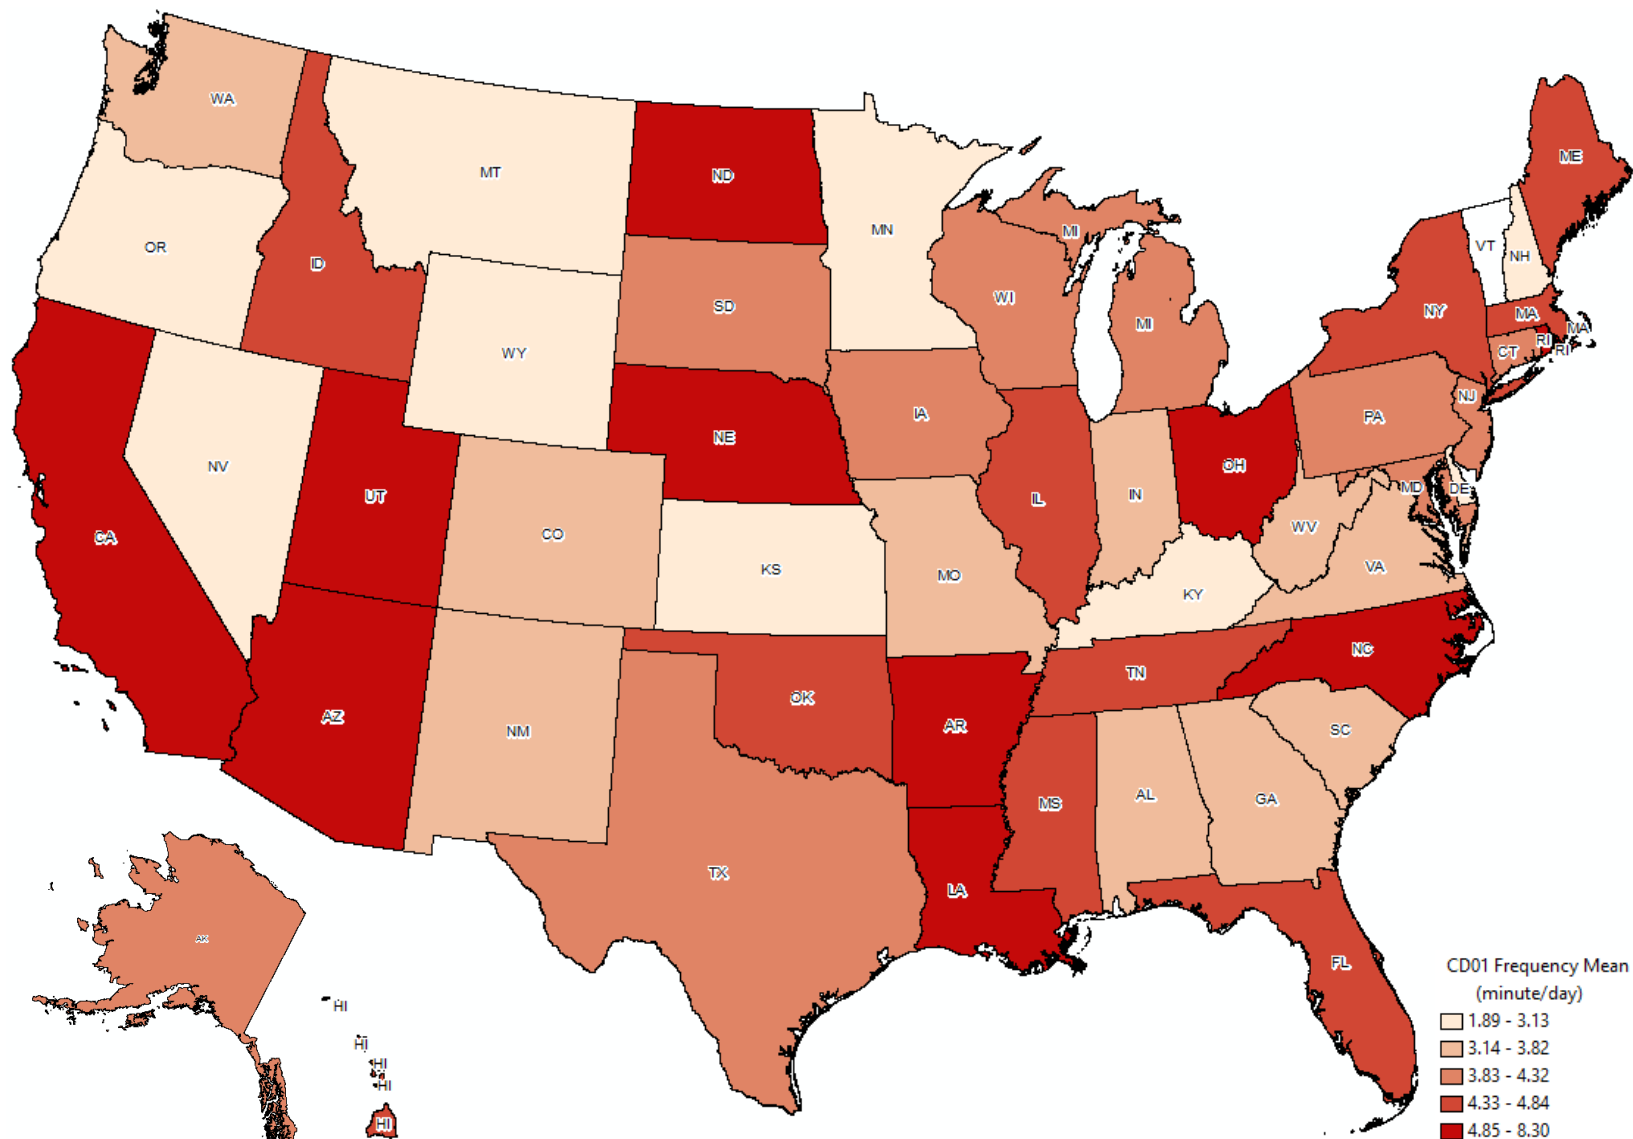 WA
MT
ND
MN
ME
OR
ID
SD
WI
MI
MI
VT
NH
NY
MA
MA
RI
RI
CT
WY
NE
IA
PA
NJ
NV
UT
CO
KS
MO
IL
IN
OH
WV
MD
DE
VA
KY
CA
AZ
NM
OK
AR
TN
NC
SC
MS
AL
GA
TX
LA
FL
AK
HI
HI
HI
HI
HI
CD01 Frequency Mean
(minute/day)
1.89 - 3.13
3.14 - 3.82
3.83 - 4.32
4.33 - 4.84
4.85 - 8.30